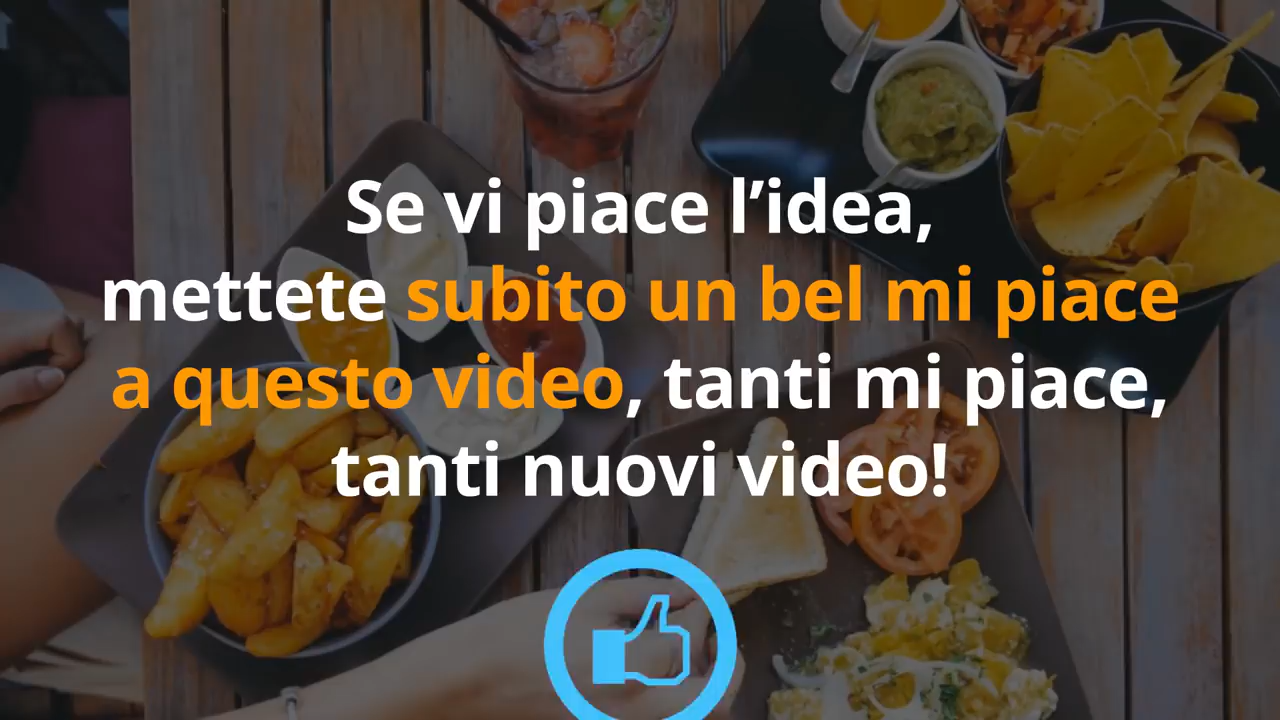 Se vi piace l’idea,
mettete subito un bel mi piace
a questo video, tanti mi piace,
tanti nuovi video!